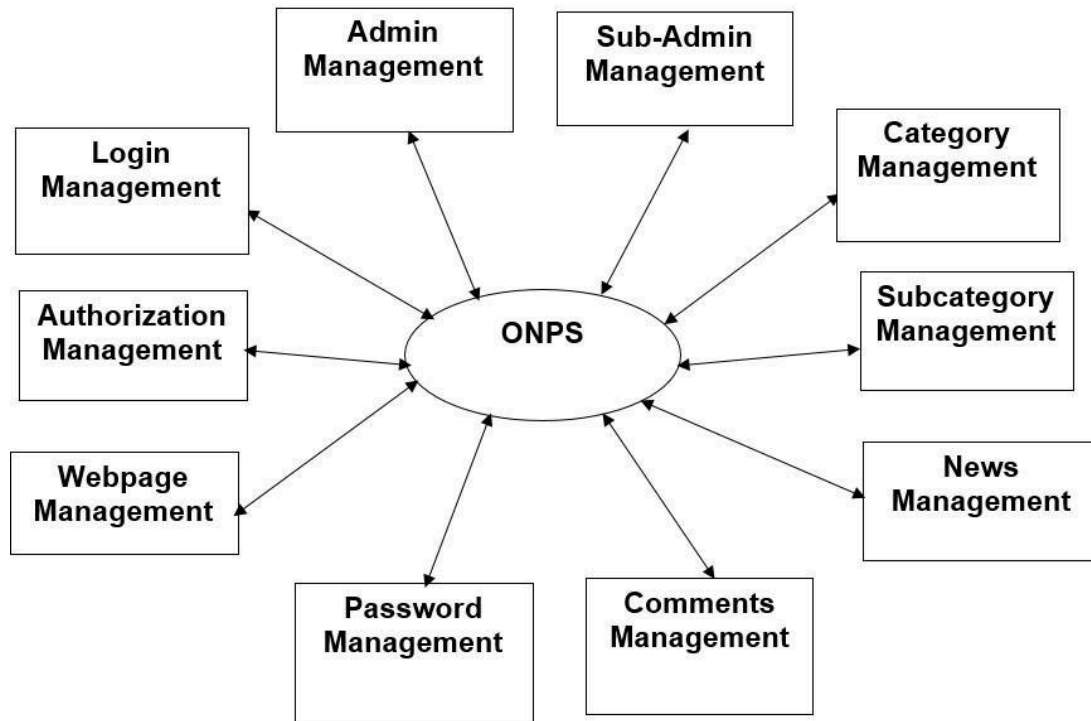 Admin
Management
Sub-Admin
Management
Login
Management
Category
Management
Authorization
Management
ONPS
Subcategory
Management
Webpage
Management
News
Management
Password
Management
Comments
Management